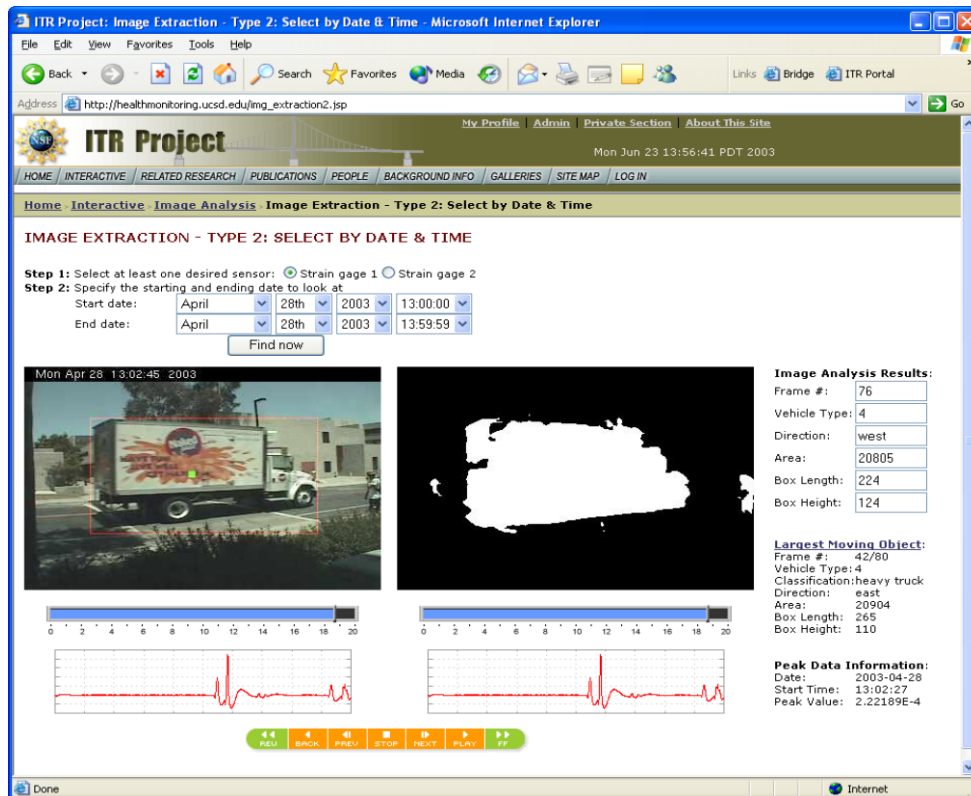 ITR Project: Image Extraction - Type 2: Select by Date & Time - Microsoft Internet Explorer
File Edit View Favorites Tools Help
Back Search Favorites Media Links Bridge ITR Portal
Address http://healthmonitoring.ucsd.edu/img_extraction2.jsp Go
My Profile | Admin | Private Section | About This Site
NSF ITR Project
Mon Jun 23 13:56:41 PDT 2003
HOME / INTERACTIVE / RELATED RESEARCH / PUBLICATIONS / PEOPLE / BACKGROUND INFO / GALLERIES / SITE MAP / LOG IN
Home Interactive Image Analysis Image Extraction - Type 2: Select by Date & Time
IMAGE EXTRACTION - TYPE 2: SELECT BY DATE & TIME
Step 1: Select at least one desired sensor: Strain gage 1 Strain gage 2
Step 2: Specify the starting and ending date to look at
Start date: April 28th 2003 13:00:00
End date: April 28th 2003 13:59:59
Find now
Mon Apr 28 13:02:45 2003
Naked
Image Analysis Results:
Frame #: 76
Vehicle Type: 4
Direction: west
Area: 20805
Box Length: 224
Box Height: 124
Largest Moving Object:
Frame #: 42/80
Vehicle Type: 4
Classification: heavy truck
Direction: east
Area: 20904
Box Length: 265
Box Height: 110
Peak Data Information:
Date: 2003-04-28
Start Time: 13:02:27
Peak Value: 2.22189E-4
0 2 4 6 8 10 12 14 16 18 20
0 2 4 6 8 10 12 14 16 18 20
REU BACK PREV STOP NEXT PLAY FF
Done Internet